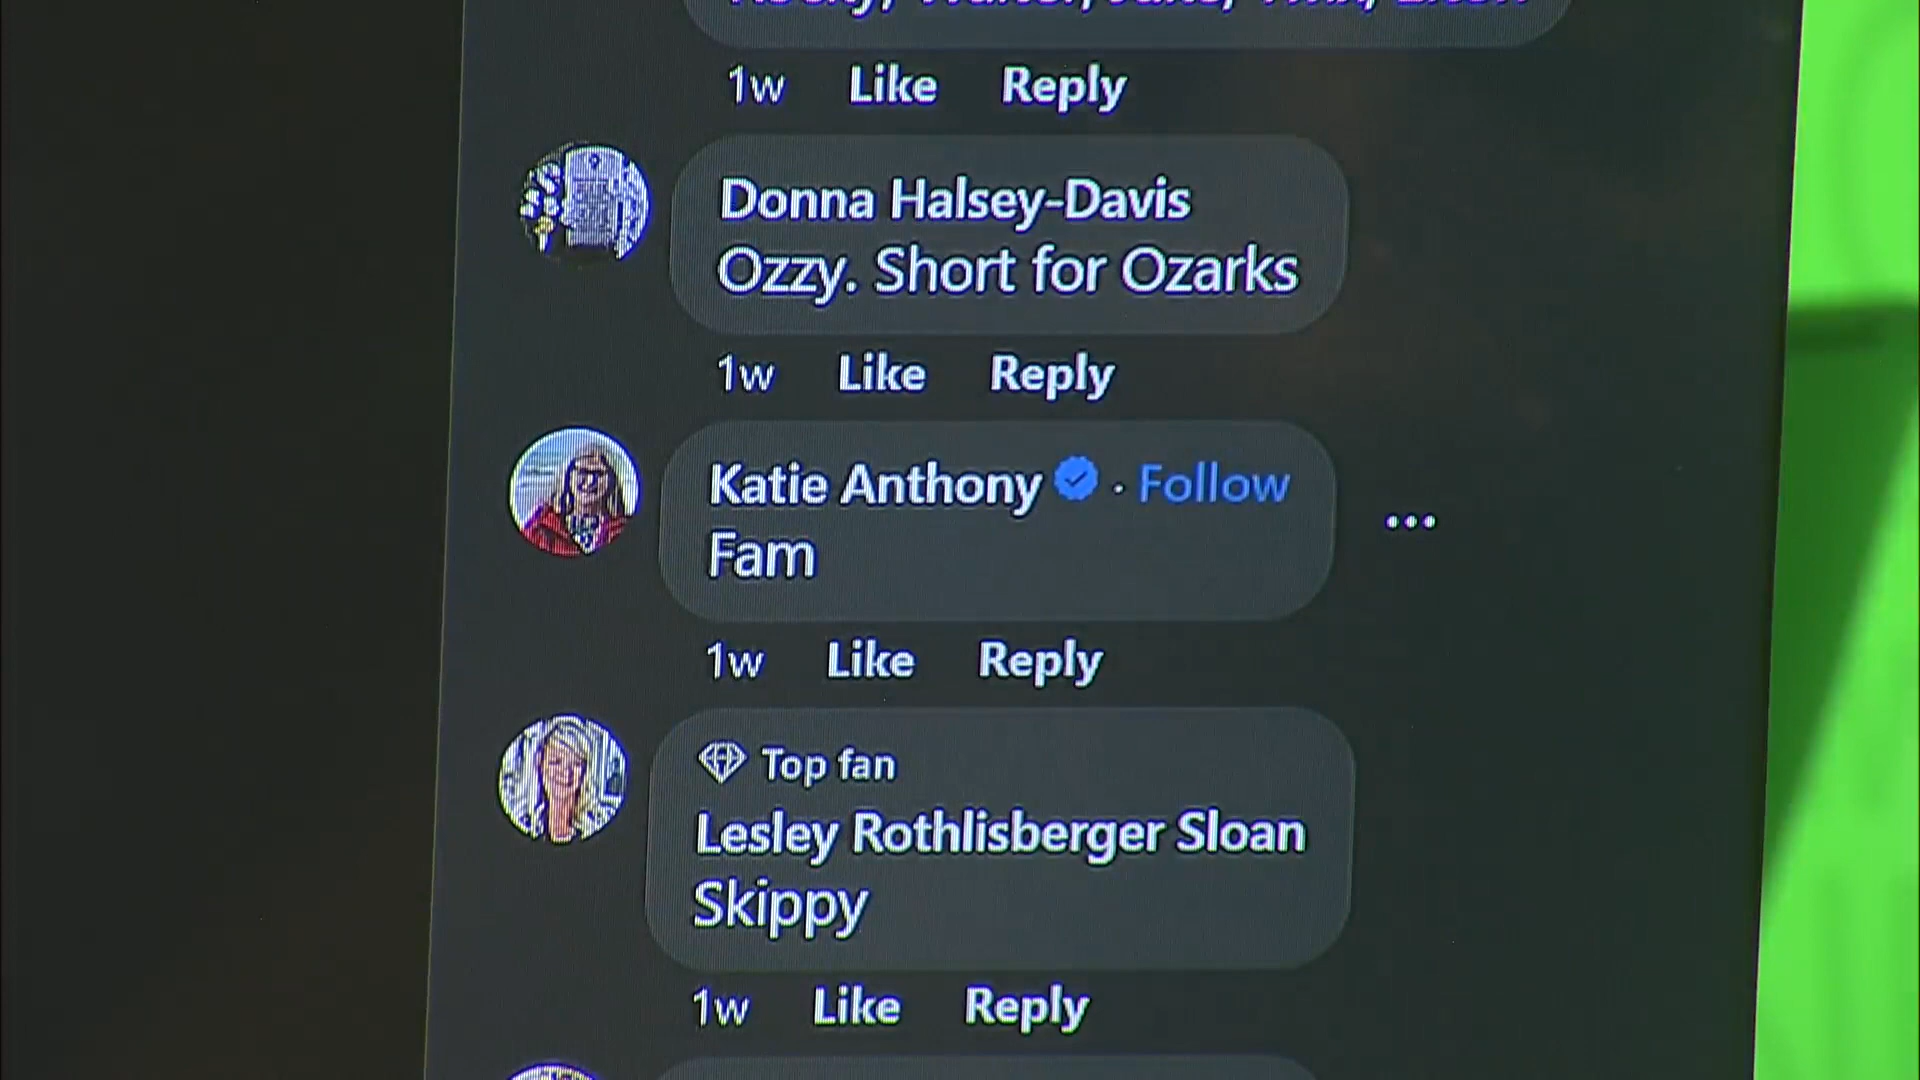 1w Like Reply
Donna Halsey-Davis
Ozzy. Short for Ozarks
1w Like Reply
Katie Anthony · Follow
Fam
1w Like Reply
Top fan
Lesley Rothlisberger Sloan
Skippy
1w Like Reply